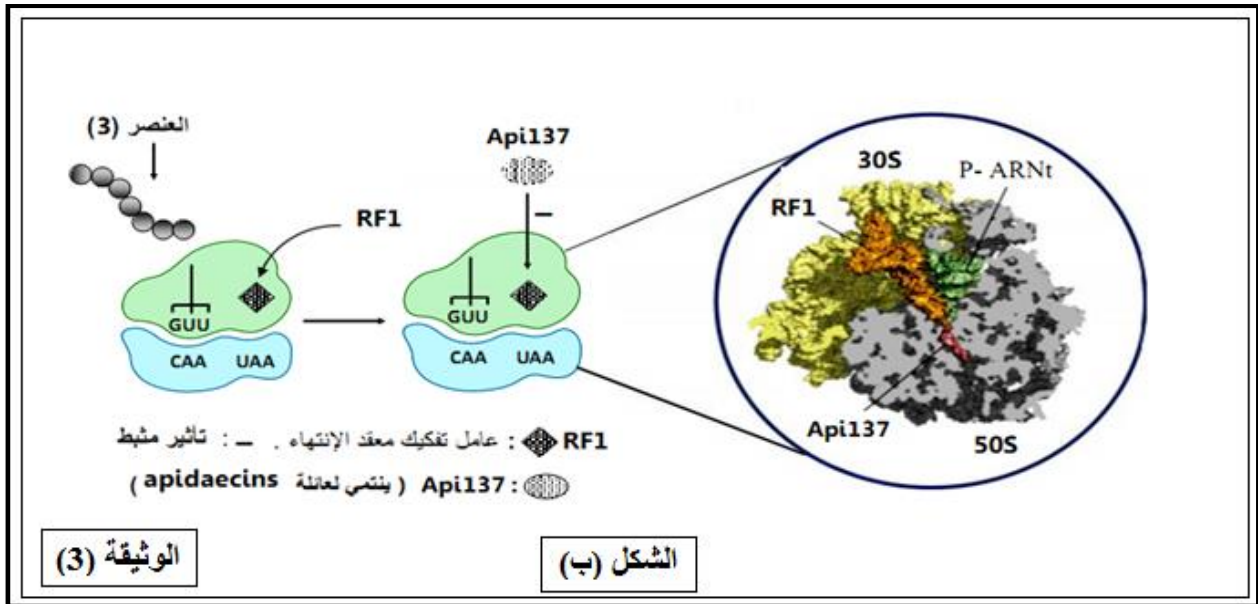 العنصر (3)
RF1
GUU
CAA UAA
Api137
–
GUU
CAA UAA
30S
P- ARNt
RF1
Api137
50S
RF1 : عامل تفكيك معقد الإنتهاء . – : تأثير مثبط
Api137 : ( ينتمي لعائلة apidaecins )
الوثيقة (3)
الشكل (ب)